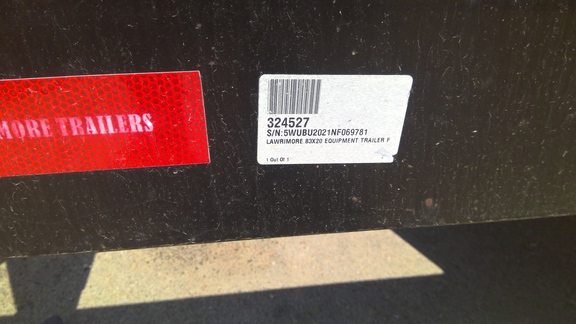 MORE TRAILERS
324527
S/N:5WUBU2021NF069781
LAWRIMORE 83X20 EQUIPMENT TRAILER F
1 Out Of 1